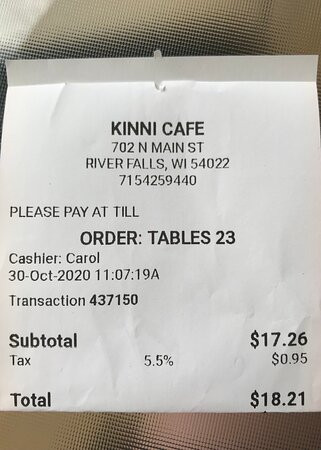 KINNI CAFE
702 N MAIN ST
RIVER FALLS, WI 54022
7154259440
PLEASE PAY AT TILL
ORDER: TABLES 23
Cashier: Carol
30-Oct-2020 11:07:19A
Transaction 437150
Subtotal $17.26
Tax 5.5% $0.95
Total $18.21